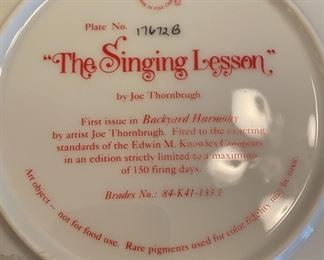 Plate No. 17672B
"The Singing Lesson"
by Joe Thornbrugh
First issue in Backyard Harmony
by artist Joe Thornbrugh. Fired to the exacting
standards of the Edwin M. Knowles Company
in an edition strictly limited to a maximum
of 150 firing days.
Bradex No.: 84-K41-133.1
An object -- not for food use. Rare pigments used for color fidelity may be toxic.